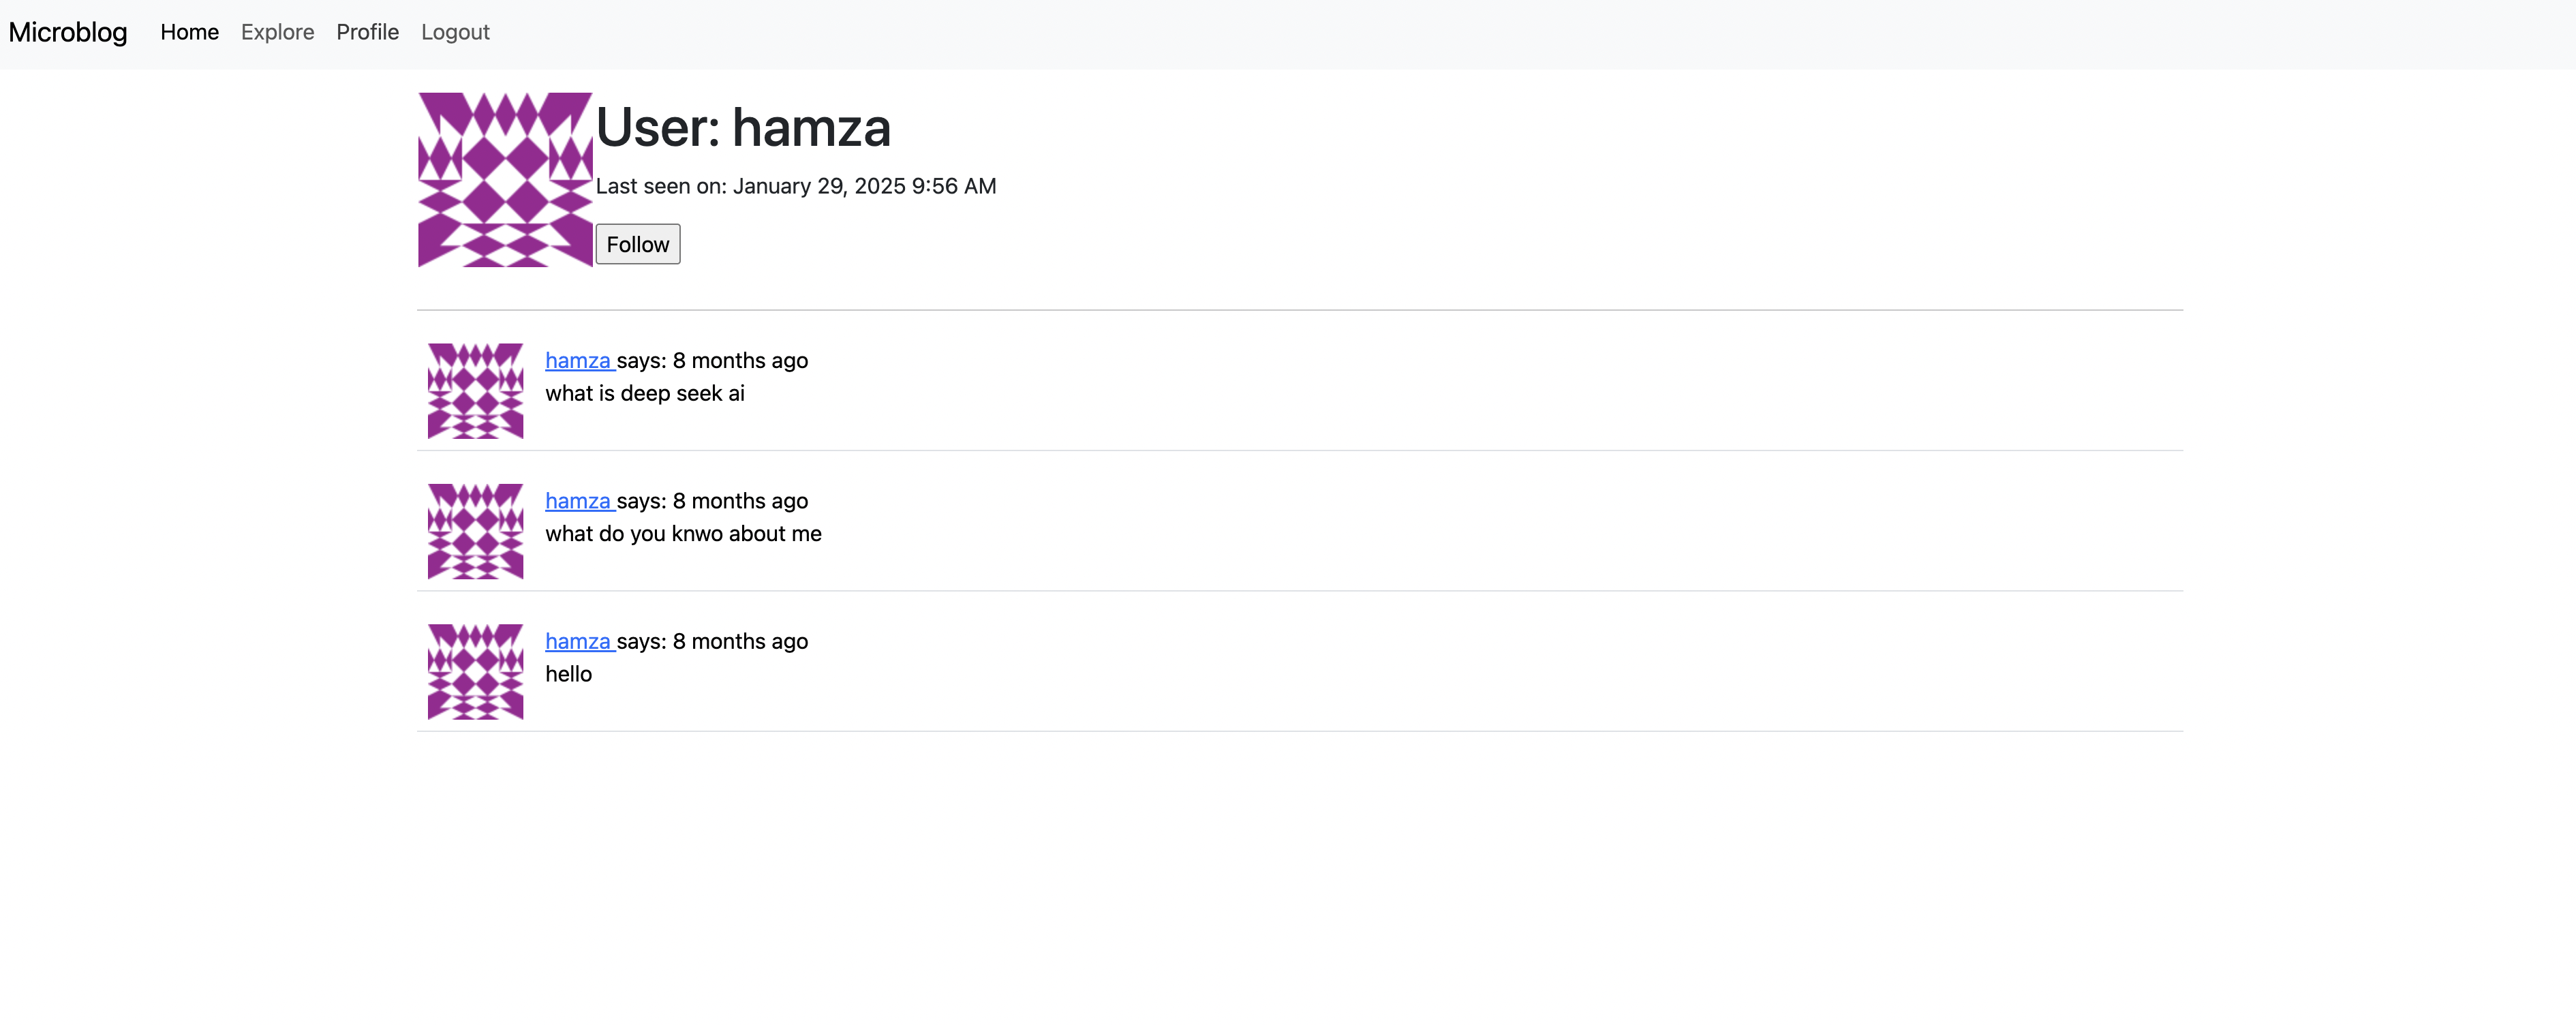 Microblog Home Explore Profile Logout
User: hamza
Last seen on: January 29, 2025 9:56 AM
Follow
hamza says: 8 months ago
what is deep seek ai
hamza says: 8 months ago
what do you knwo about me
hamza says: 8 months ago
hello